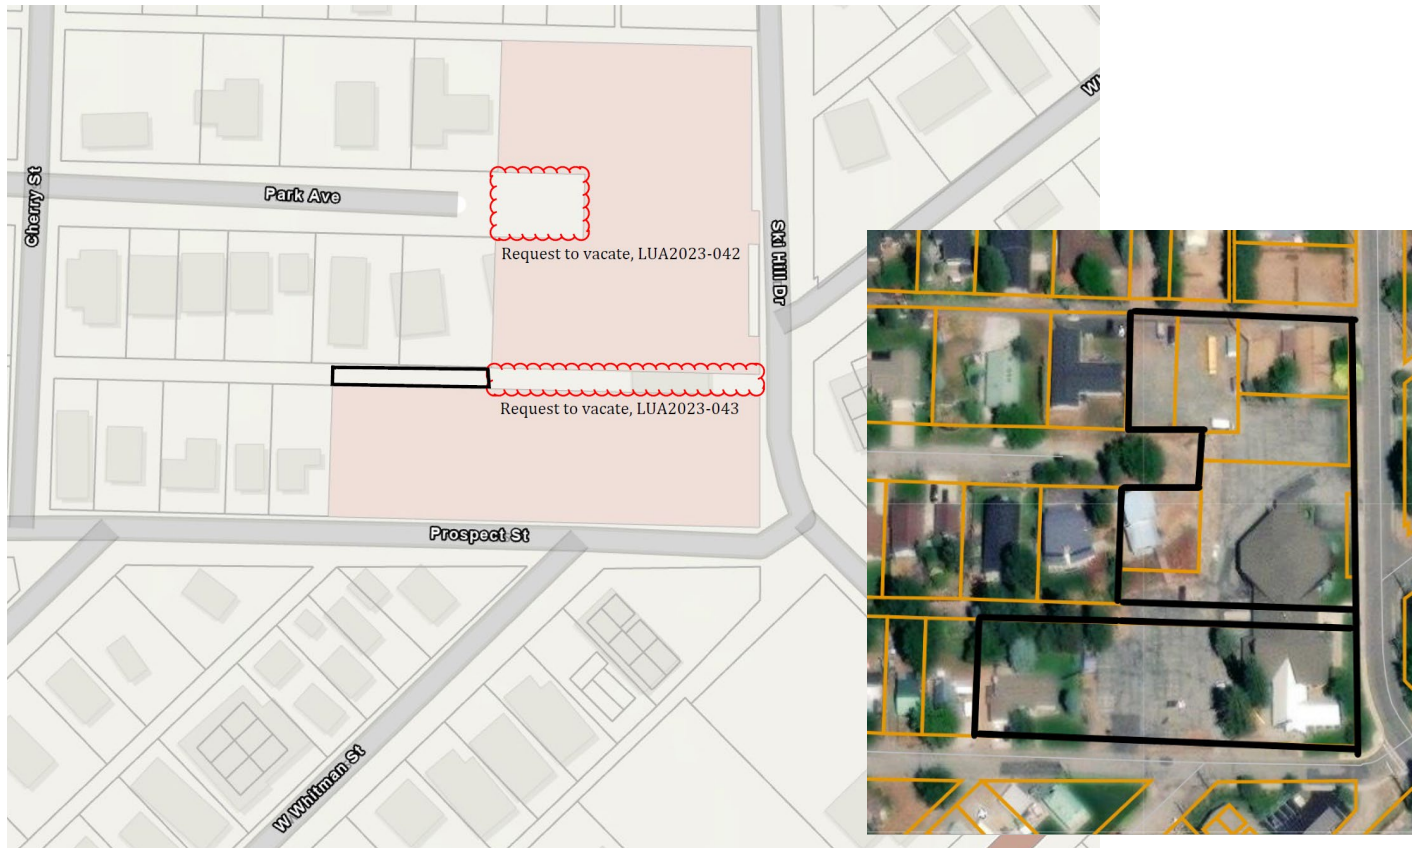 Cherry St
Park Ave
Ski Hill Dr
Request to vacate, LUA2023-042
Request to vacate, LUA2023-043
Prospect St
W Whitman St